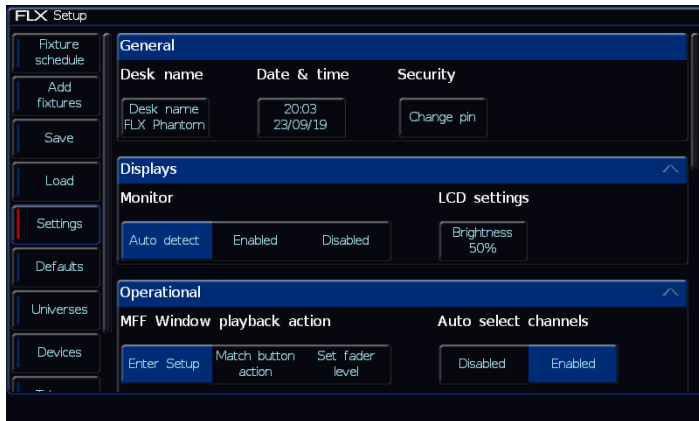 FLX Setup
Fixture
schedule
Add
fixtures
Save
Load
Settings
Defaults
Universes
Devices
General
Desk name
Date & time
Security
Desk name
FLX Phantom
20:03
23/09/19
Change pin
Displays
Monitor
LCD settings
Auto detect
Enabled
Disabled
Brightness
50%
Operational
MFF Window playback action
Auto select channels
Enter Setup
Match button
action
Set fader
level
Disabled
Enabled